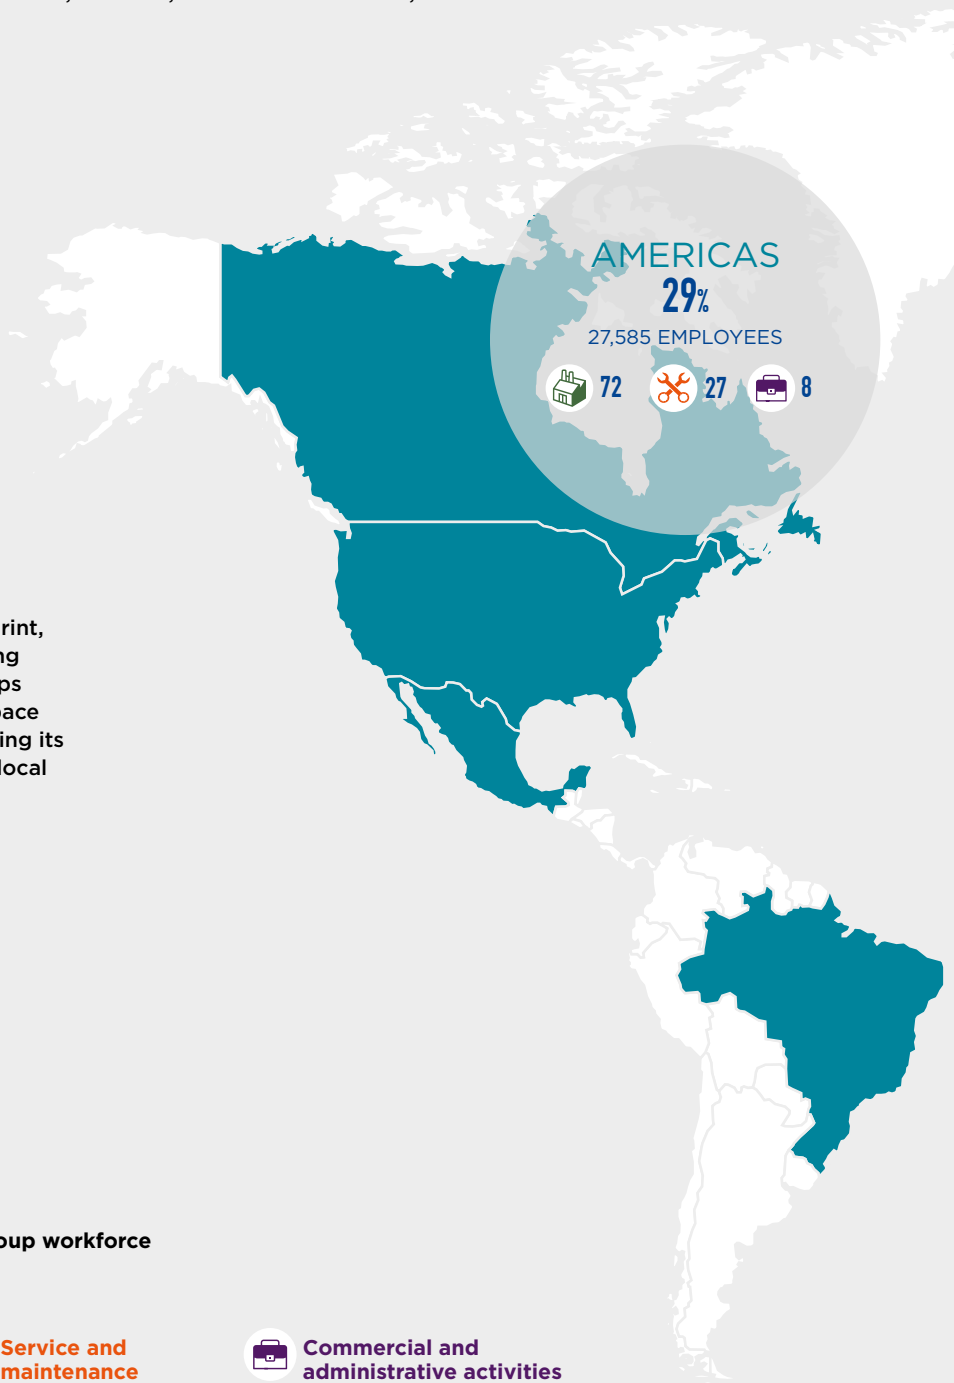 AMERICAS
29%
27,585 EMPLOYEES
72 27 8
rint,
ng
ps
pace
ing its
local
oup workforce
Service and
maintenance
Commercial and
administrative activities